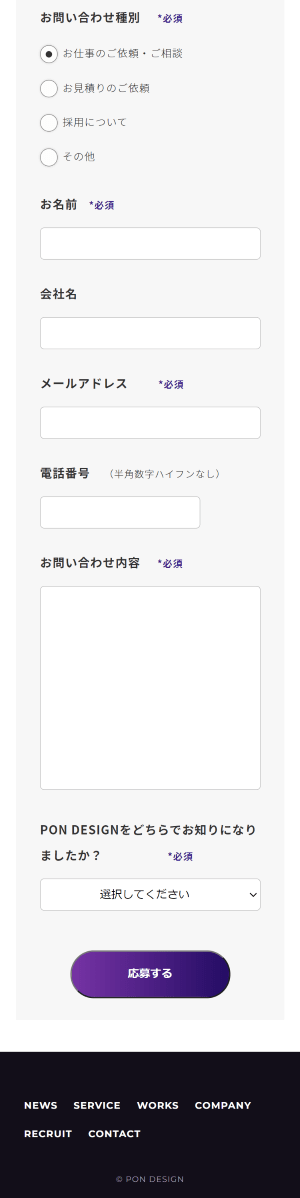 お問い合わせ種別 *必須
お仕事のご依頼・ご相談
お見積りのご依頼
採用について
その他
お名前 *必須
会社名
メールアドレス *必須
電話番号 （半角数字ハイフンなし）
お問い合わせ内容 *必須
PON DESIGNをどちらでお知りになり
ましたか？ *必須
選択してください
応募する
NEWS SERVICE WORKS COMPANY
RECRUIT CONTACT
© PON DESIGN